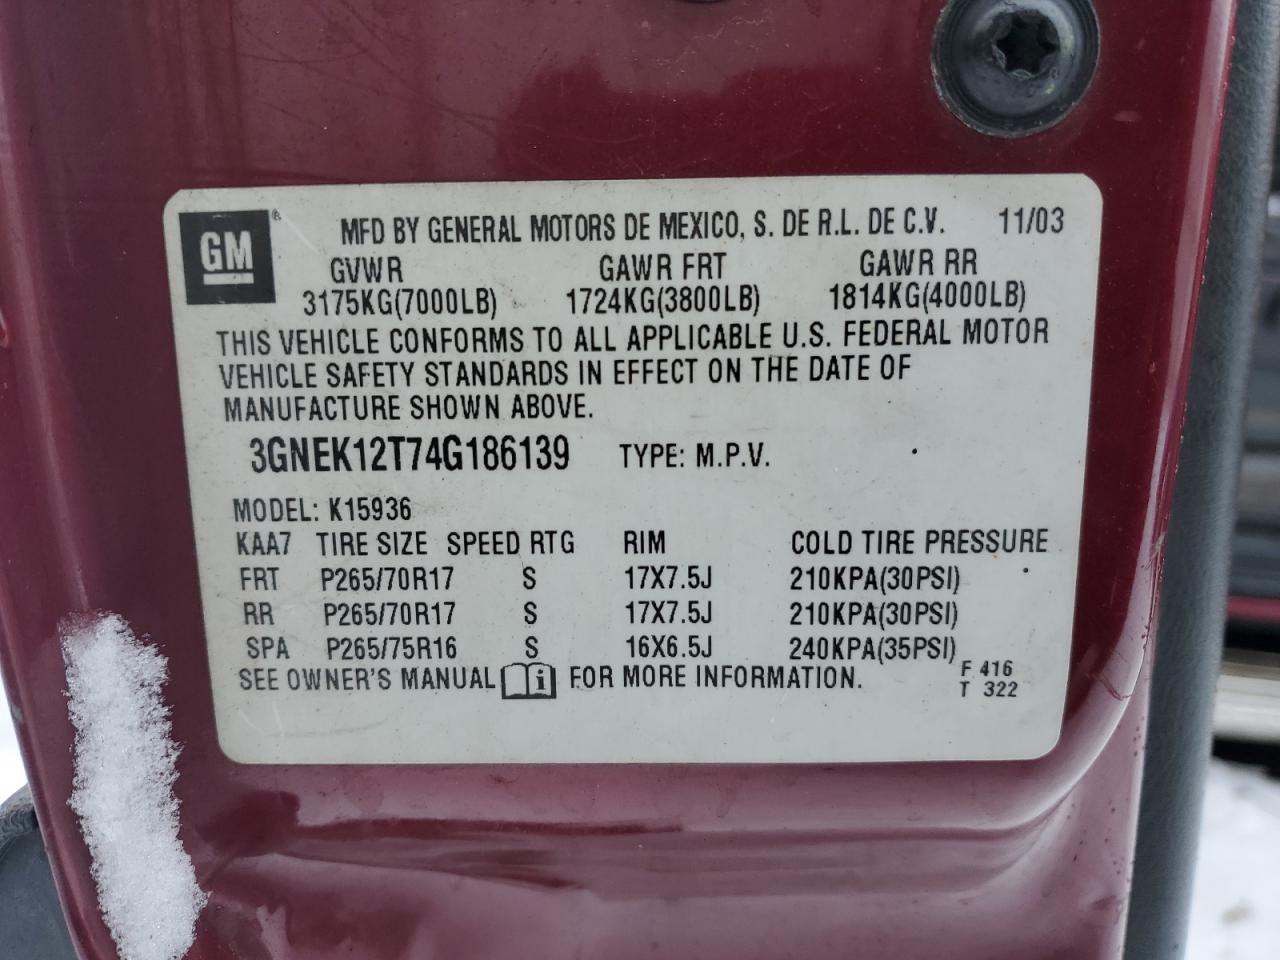 GM® MFD BY GENERAL MOTORS DE MEXICO, S. DE R.L. DE C.V. 11/03
GVWR GAWR FRT GAWR RR
3175KG(7000LB) 1724KG(3800LB) 1814KG(4000LB)
THIS VEHICLE CONFORMS TO ALL APPLICABLE U.S. FEDERAL MOTOR
VEHICLE SAFETY STANDARDS IN EFFECT ON THE DATE OF
MANUFACTURE SHOWN ABOVE.
3GNEK12T74G186139 TYPE: M.P.V.
MODEL: K15936
KAA7 TIRE SIZE SPEED RTG RIM COLD TIRE PRESSURE
FRT P265/70R17 S 17X7.5J 210KPA(30PSI)
RR P265/70R17 S 17X7.5J 210KPA(30PSI)
SPA P265/75R16 S 16X6.5J 240KPA(35PSI)
SEE OWNER'S MANUAL i FOR MORE INFORMATION.
F 416
T 322